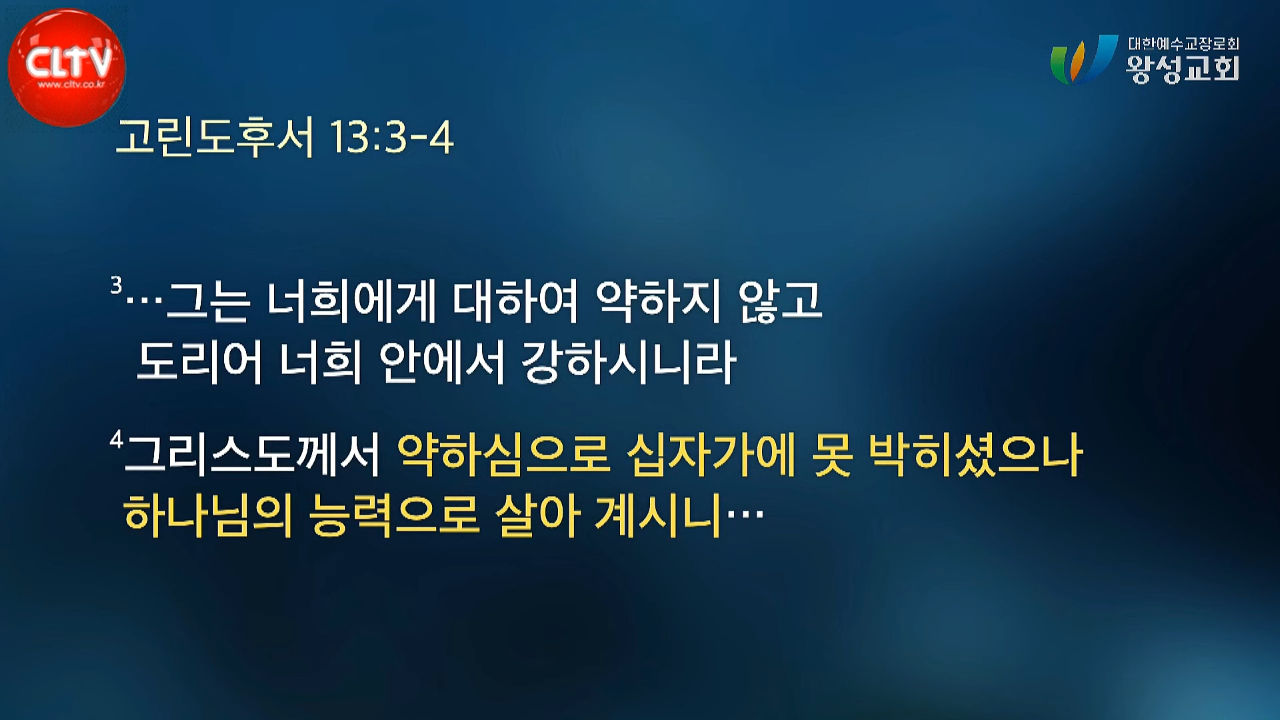 CLTV
www.cltv.co.kr
대한예수교장로회
왕성교회
고린도후서 13:3-4
3…그는 너희에게 대하여 약하지 않고
도리어 너희 안에서 강하시니라
4그리스도께서 약하심으로 십자가에 못 박히셨으나
하나님의 능력으로 살아 계시니…